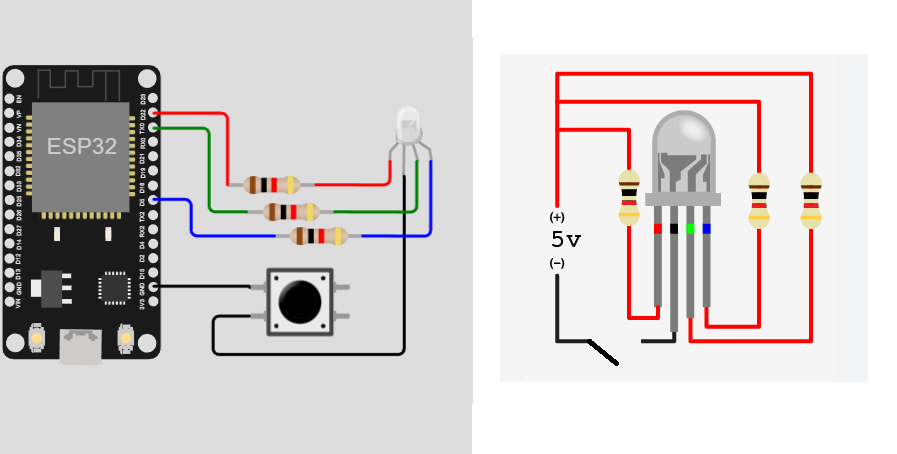 EN
VP
VN
D34
D35
D32
D33
D25
D26
D27
D14
D12
D13
GND
VIN
ESP32
D23
D22
TX0
RX0
D21
D19
D18
D5
TX2
RX2
D4
D2
D15
GND
3V3
(+)
5v
(−)